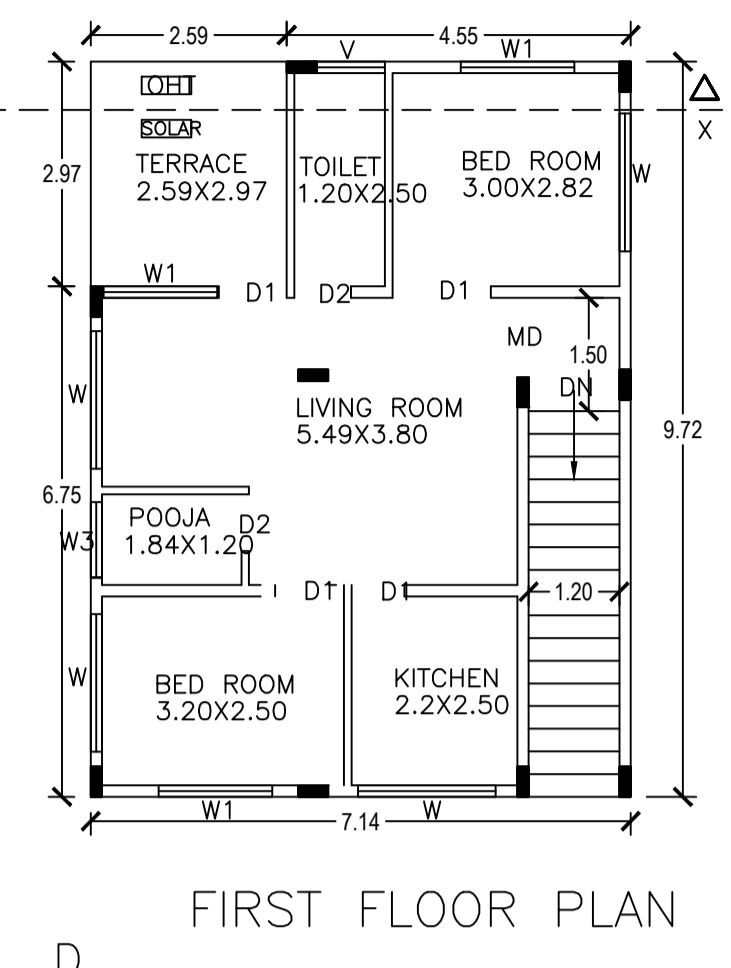 2.59
4.55
V
W1
OHT
SOLAR
X
TERRACE
2.59X2.97
TOILET
1.20X2.50
BED ROOM
3.00X2.82
2.97
W
W1
D1
D2
D1
MD
1.50
DN
W
LIVING ROOM
5.49X3.80
9.72
6.75
POOJA
1.84X1.20
D2
W3
D1
D1
1.20
W
BED ROOM
3.20X2.50
KITCHEN
2.2X2.50
W1
W
7.14
FIRST FLOOR PLAN
D